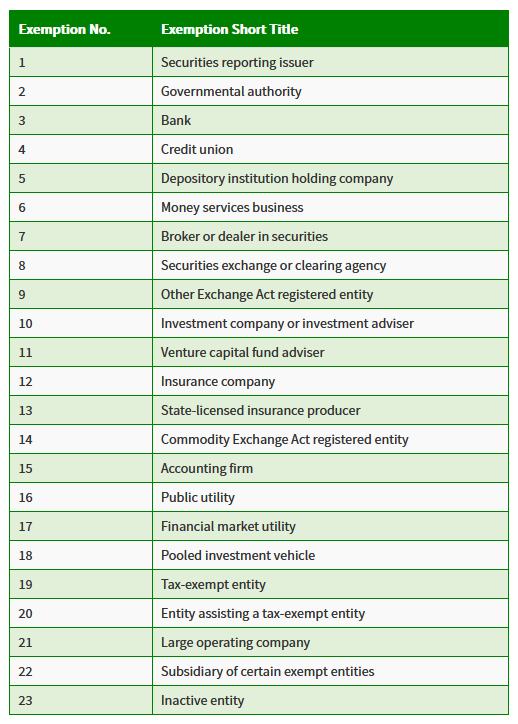 Exemption No. Exemption Short Title
1 Securities reporting issuer
2 Governmental authority
3 Bank
4 Credit union
5 Depository institution holding company
6 Money services business
7 Broker or dealer in securities
8 Securities exchange or clearing agency
9 Other Exchange Act registered entity
10 Investment company or investment adviser
11 Venture capital fund adviser
12 Insurance company
13 State-licensed insurance producer
14 Commodity Exchange Act registered entity
15 Accounting firm
16 Public utility
17 Financial market utility
18 Pooled investment vehicle
19 Tax-exempt entity
20 Entity assisting a tax-exempt entity
21 Large operating company
22 Subsidiary of certain exempt entities
23 Inactive entity